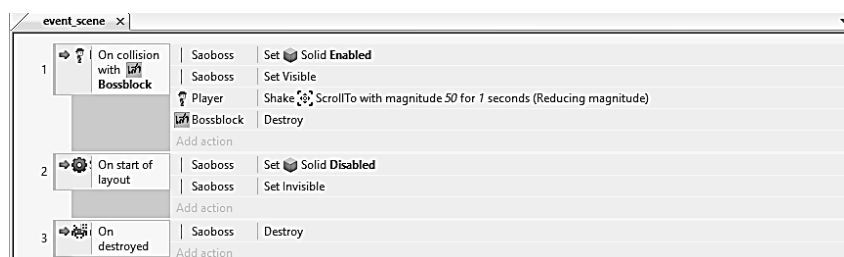 event_scene ×
1 On collision with Bossblock
Saoboss Set Solid Enabled
Saoboss Set Visible
Player Shake ScrollTo with magnitude 50 for 1 seconds (Reducing magnitude)
Bossblock Destroy
Add action
2 On start of layout
Saoboss Set Solid Disabled
Saoboss Set Invisible
Add action
3 On destroyed
Saoboss Destroy
Add action